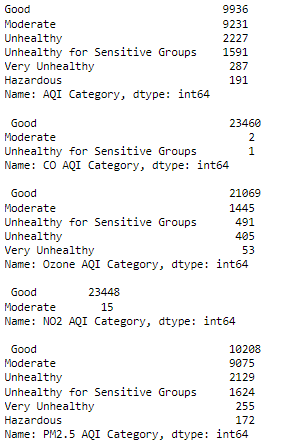 Good 9936
Moderate 9231
Unhealthy 2227
Unhealthy for Sensitive Groups 1591
Very Unhealthy 287
Hazardous 191
Name: AQI Category, dtype: int64
Good 23460
Moderate 2
Unhealthy for Sensitive Groups 1
Name: CO AQI Category, dtype: int64
Good 21069
Moderate 1445
Unhealthy for Sensitive Groups 491
Unhealthy 405
Very Unhealthy 53
Name: Ozone AQI Category, dtype: int64
Good 23448
Moderate 15
Name: NO2 AQI Category, dtype: int64
Good 10208
Moderate 9075
Unhealthy 2129
Unhealthy for Sensitive Groups 1624
Very Unhealthy 255
Hazardous 172
Name: PM2.5 AQI Category, dtype: int64